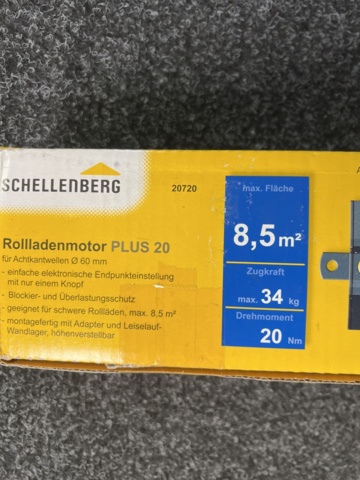 SCHELLENBERG
20720
Rollladenmotor PLUS 20
für Achtkantwellen Ø 60 mm
- einfache elektronische Endpunkteinstellung
mit nur einem Knopf
- Blockier- und Überlastungsschutz
- geeignet für schwere Rollläden, max. 8,5 m²
- montagefertig mit Adapter und Leiselauf-
Wandlager, höhenverstellbar
max. Fläche
8,5 m²
Zugkraft
max. 34 kg
Drehmoment
20 Nm
A